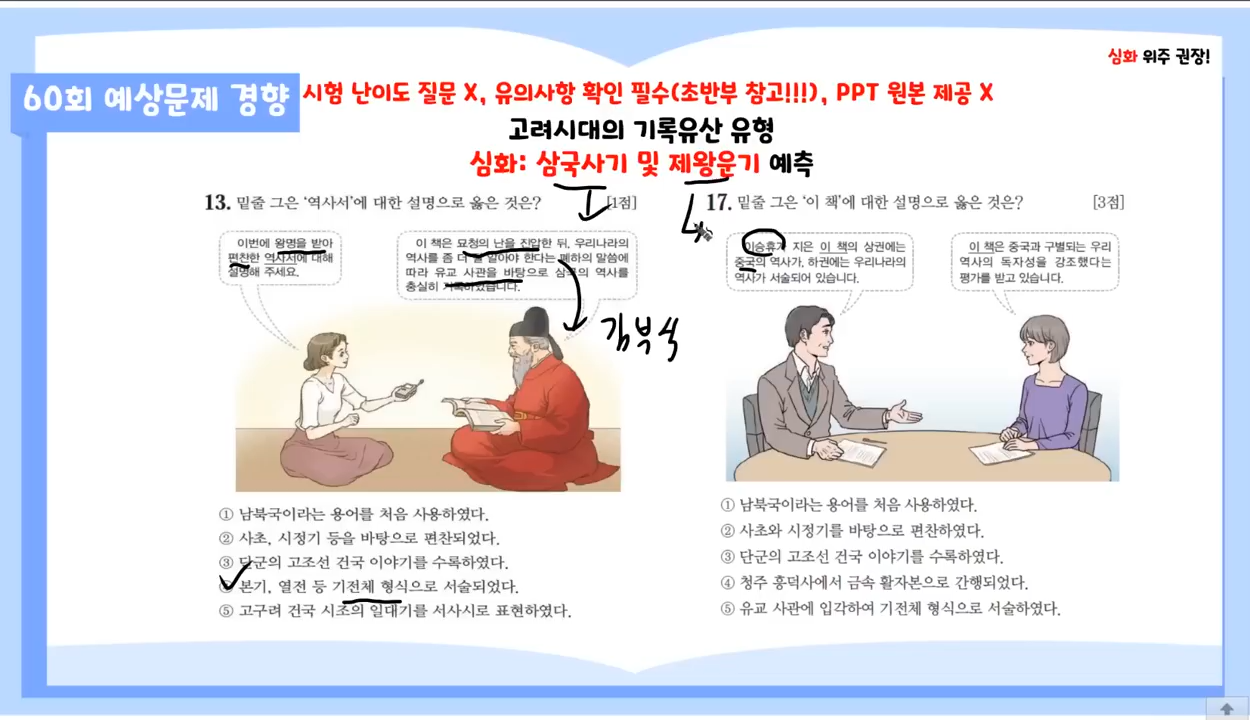 심화 위주 권장!
60회 예상문제 경향
시험 난이도 질문 X, 유의사항 확인 필수(초반부 참고!!!), PPT 원본 제공 X
고려시대의 기록유산 유형
심화: 삼국사기 및 제왕운기 예측
13. 밑줄 그은 '역사서'에 대한 설명으로 옳은 것은? [1점]
이번에 왕명을 받아
편찬한 역사서에 대해
설명해 주세요.
이 책은 묘청의 난을 진압한 뒤, 우리나라의
역사를 좀 더 잘 알아야 한다는 폐하의 말씀에
따라 유교 사관을 바탕으로 삼국의 역사를
충실히 기록하였습니다.
김부식
① 남북국이라는 용어를 처음 사용하였다.
② 사초, 시정기 등을 바탕으로 편찬되었다.
③ 단군의 고조선 건국 이야기를 수록하였다.
본기, 열전 등 기전체 형식으로 서술되었다.
⑤ 고구려 건국 시조의 일대기를 서사시로 표현하였다.
17. 밑줄 그은 '이 책'에 대한 설명으로 옳은 것은? [3점]
이승휴가 지은 이 책의 상권에는
중국의 역사가, 하권에는 우리나라의
역사가 서술되어 있습니다.
이 책은 중국과 구별되는 우리
역사의 독자성을 강조했다는
평가를 받고 있습니다.
① 남북국이라는 용어를 처음 사용하였다.
② 사초와 시정기를 바탕으로 편찬하였다.
③ 단군의 고조선 건국 이야기를 수록하였다.
④ 청주 흥덕사에서 금속 활자본으로 간행되었다.
⑤ 유교 사관에 입각하여 기전체 형식으로 서술하였다.